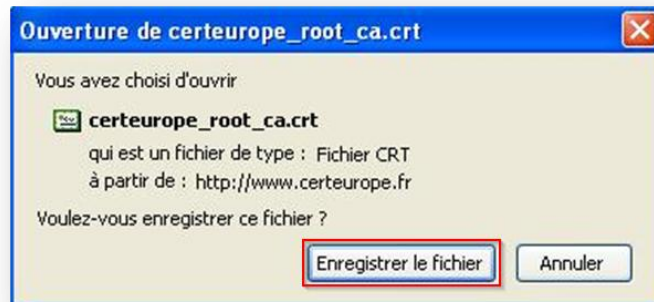 Ouverture de certeurope_root_ca.crt
Vous avez choisi d'ouvrir
certeurope_root_ca.crt
qui est un fichier de type : Fichier CRT
à partir de : http://www.certeurope.fr
Voulez-vous enregistrer ce fichier ?
Enregistrer le fichier Annuler